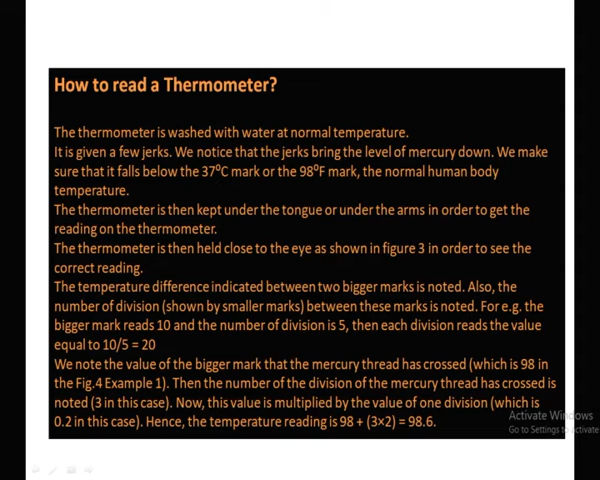 How to read a Thermometer?
The thermometer is washed with water at normal temperature.
It is given a few jerks. We notice that the jerks bring the level of mercury down. We make
sure that it falls below the 37⁰C mark or the 98⁰F mark, the normal human body
temperature.
The thermometer is then kept under the tongue or under the arms in order to get the
reading on the thermometer.
The thermometer is then held close to the eye as shown in figure 3 in order to see the
correct reading.
The temperature difference indicated between two bigger marks is noted. Also, the
number of division (shown by smaller marks) between these marks is noted. For e.g. the
bigger mark reads 10 and the number of division is 5, then each division reads the value
equal to 10/5 = 20
We note the value of the bigger mark that the mercury thread has crossed (which is 98 in
the Fig.4 Example 1). Then the number of the division of the mercury thread has crossed is
noted (3 in this case). Now, this value is multiplied by the value of one division (which is
0.2 in this case). Hence, the temperature reading is 98 + (3×2) = 98.6.
Activate Windows
Go to Settings to Activate